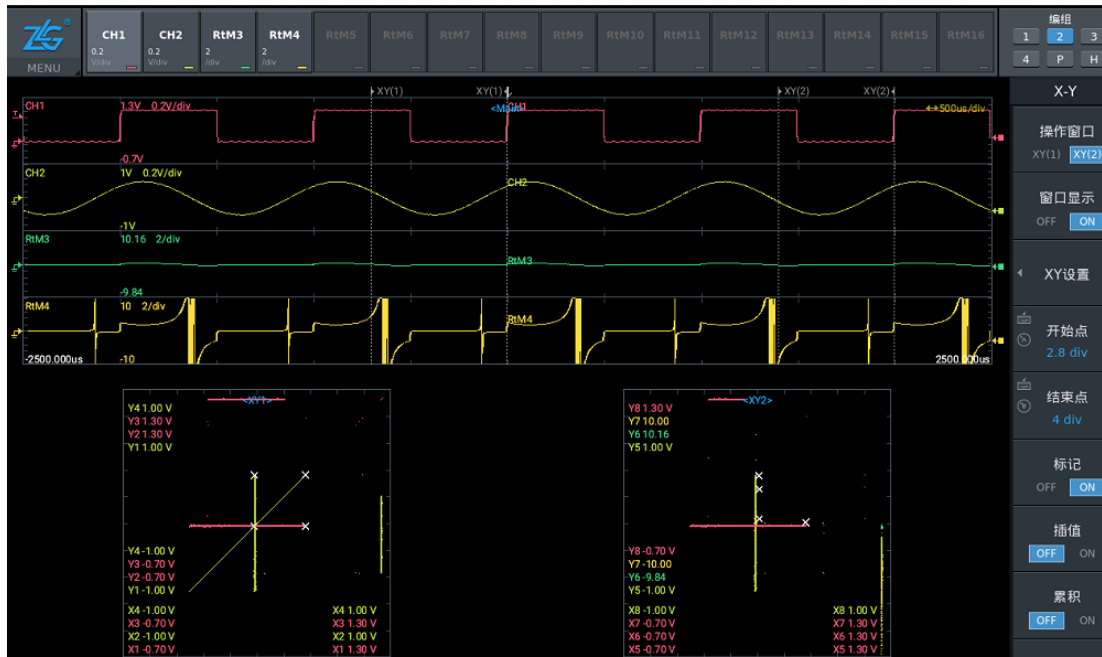 ZLG®
MENU
CH1
0.2
V/div
CH2
0.2
V/div
RtM3
2
/div
RtM4
2
/div
RtM5
RtM6
RtM7
RtM8
RtM9
RtM10
RtM11
RtM12
RtM13
RtM14
RtM15
RtM16
编组
1 2 3
4 P H
XY(1) XY(1) XY(2) XY(2)
CH1 1.3V 0.2V/div CH1 500us/div
-0.7V
CH2 1V 0.2V/div CH2
-1V
RtM3 10.16 2/div RtM3
-9.84
RtM4 10 2/div RtM4
-2500.000us -10
<XY1>
Y4 1.00 V
Y3 1.30 V
Y2 1.30 V
Y1 1.00 V
Y4 -1.00 V
Y3 -0.70 V
Y2 -0.70 V
Y1 -1.00 V
X4 -1.00 V X4 1.00 V
X3 -0.70 V X3 1.30 V
X2 -1.00 V X2 1.00 V
X1 -0.70 V X1 1.30 V
<XY2>
Y8 1.30 V
Y7 10.00
Y6 10.16
Y5 1.00 V
Y8 -0.70 V
Y7 -10.00
Y6 -9.84
Y5 -1.00 V
X8 -1.00 V X8 1.00 V
X7 -0.70 V X7 1.30 V
X6 -0.70 V X6 1.30 V
X5 -0.70 V X5 1.30 V
X-Y
操作窗口
XY(1) XY(2)
窗口显示
OFF ON
XY设置
开始点
2.8 div
结束点
4 div
标记
OFF ON
插值
OFF ON
累积
OFF ON